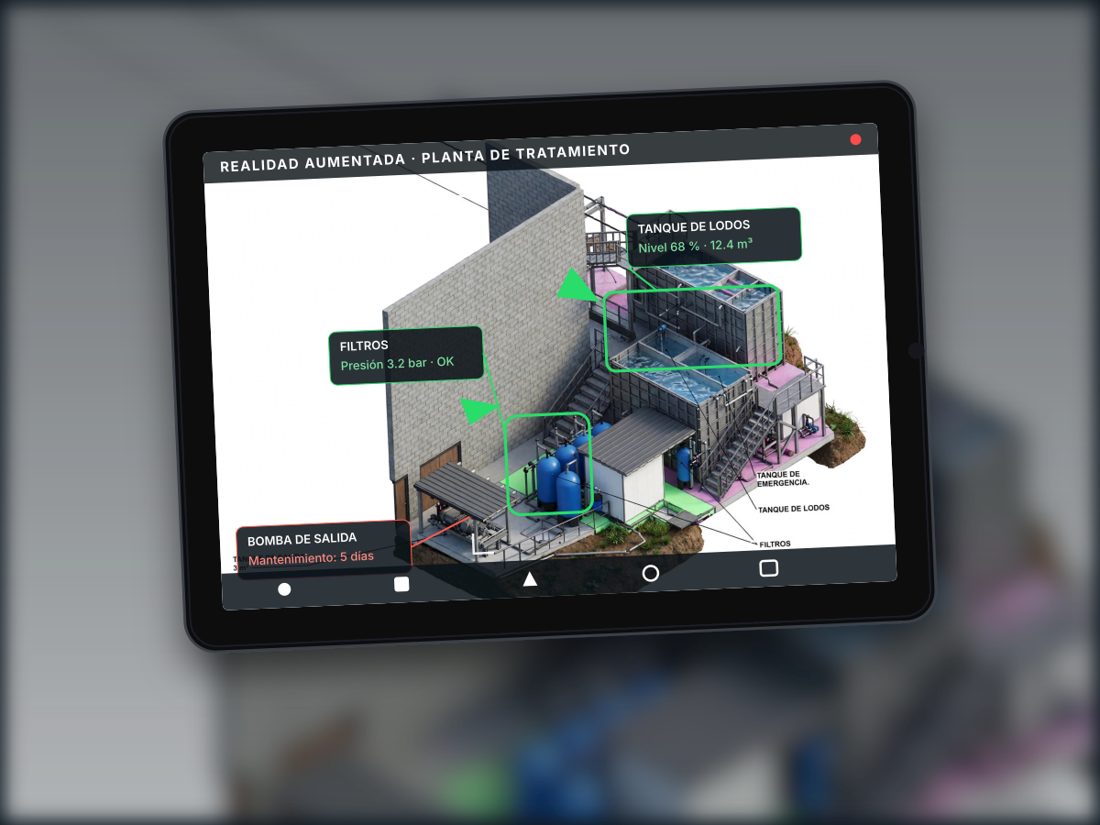 REALIDAD AUMENTADA · PLANTA DE TRATAMIENTO
TANQUE DE LODOS
Nivel 68 % · 12.4 m³
FILTROS
Presión 3.2 bar · OK
TANQUE DE
EMERGENCIA.
TANQUE DE LODOS
FILTROS
BOMBA DE SALIDA
Mantenimiento: 5 días